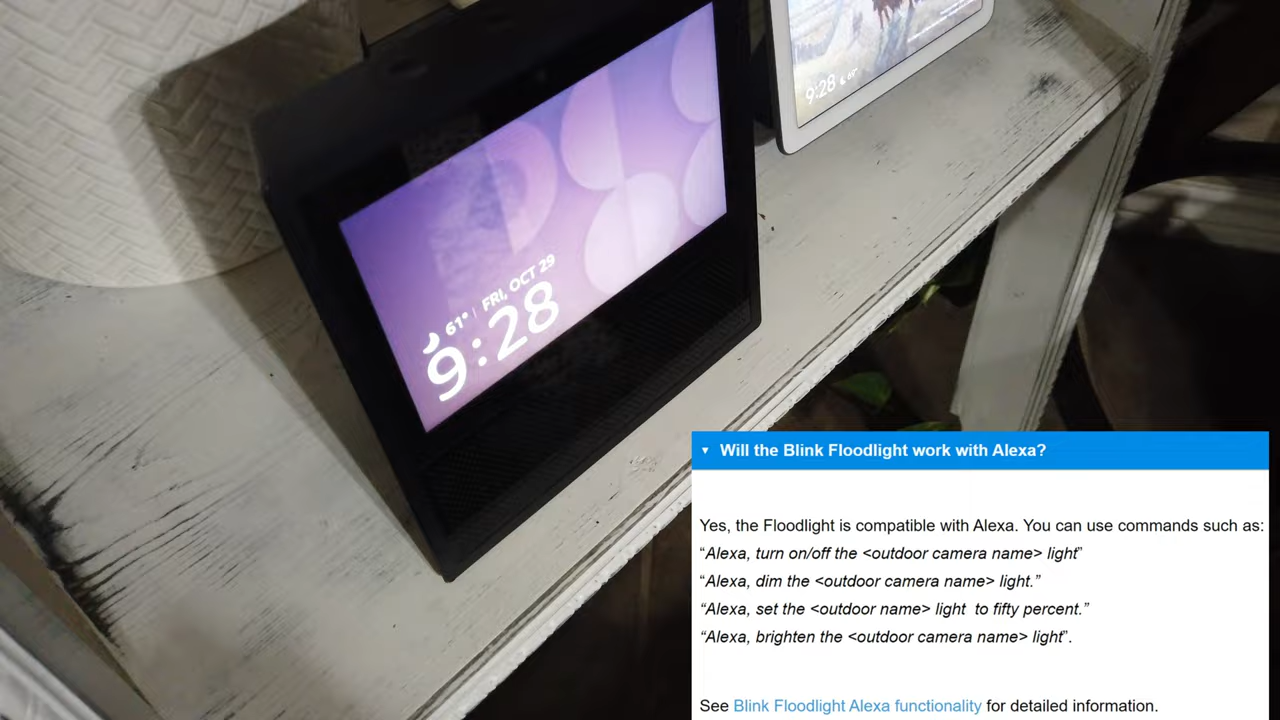 61° | FRI, OCT 29
9:28
9:28
Will the Blink Floodlight work with Alexa?
Yes, the Floodlight is compatible with Alexa. You can use commands such as:
“Alexa, turn on/off the <outdoor camera name> light”
“Alexa, dim the <outdoor camera name> light.”
“Alexa, set the <outdoor name> light  to fifty percent.”
“Alexa, brighten the <outdoor camera name> light”.
See Blink Floodlight Alexa functionality for detailed information.